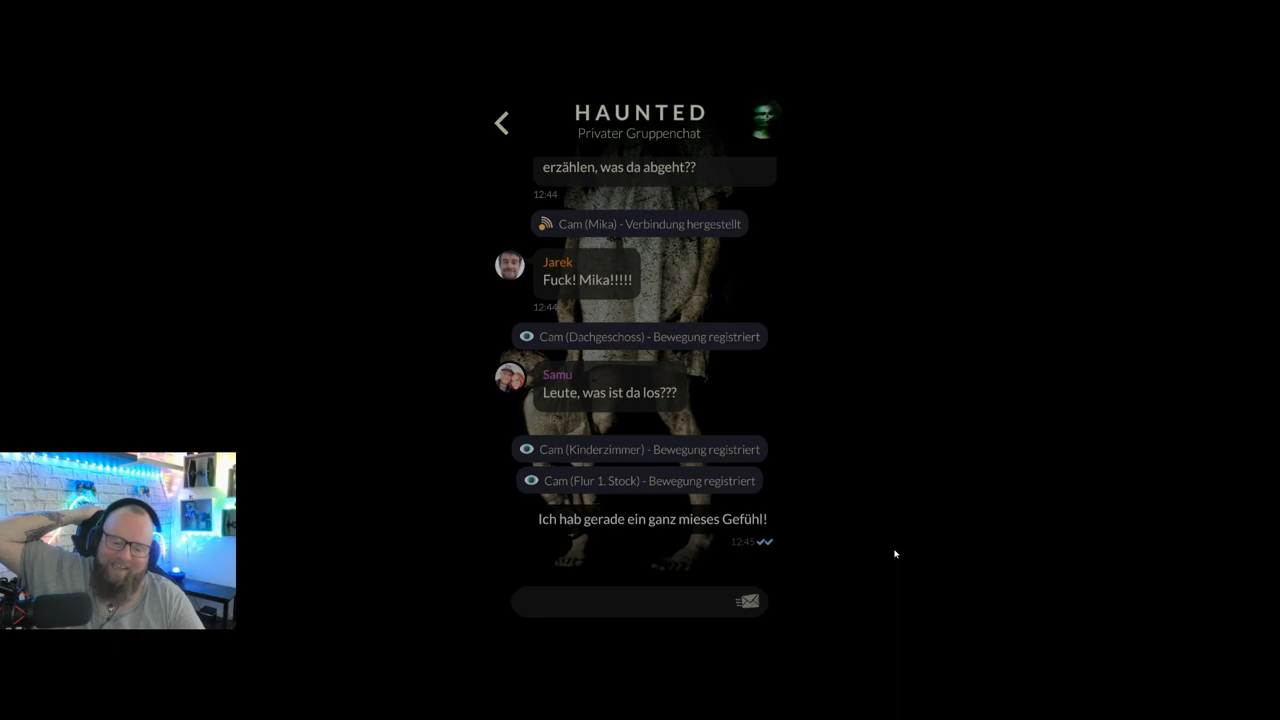 HAUNTED
Privater Gruppenchat
erzählen, was da abgeht??
12:44
Cam (Mika) - Verbindung hergestellt
Jarek
Fuck! Mika!!!!!
12:44
Cam (Dachgeschoss) - Bewegung registriert
Samu
Leute, was ist da los???
12:45
Cam (Kinderzimmer) - Bewegung registriert
Cam (Flur 1. Stock) - Bewegung registriert
Ich hab gerade ein ganz mieses Gefühl!
12:45